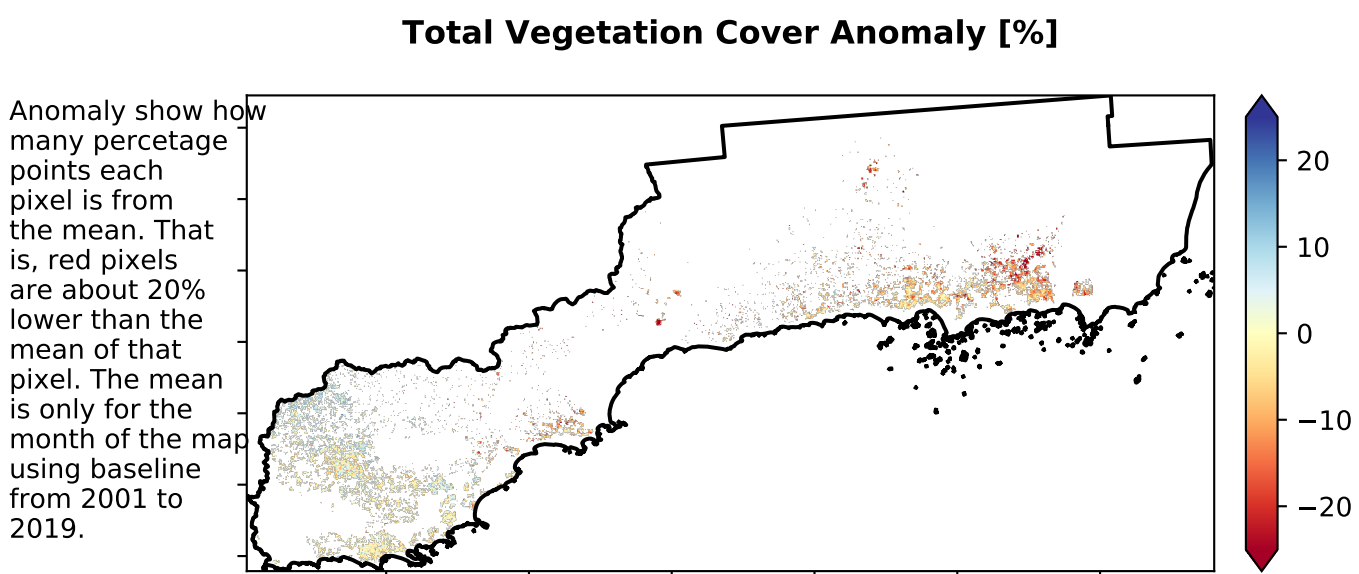 Total Vegetation Cover Anomaly [%]
Anomaly show how
many percetage
points each
pixel is from
the mean. That
is, red pixels
are about 20%
lower than the
mean of that
pixel. The mean
is only for the
month of the map
using baseline
from 2001 to
2019.
20
10
0
−10
−20